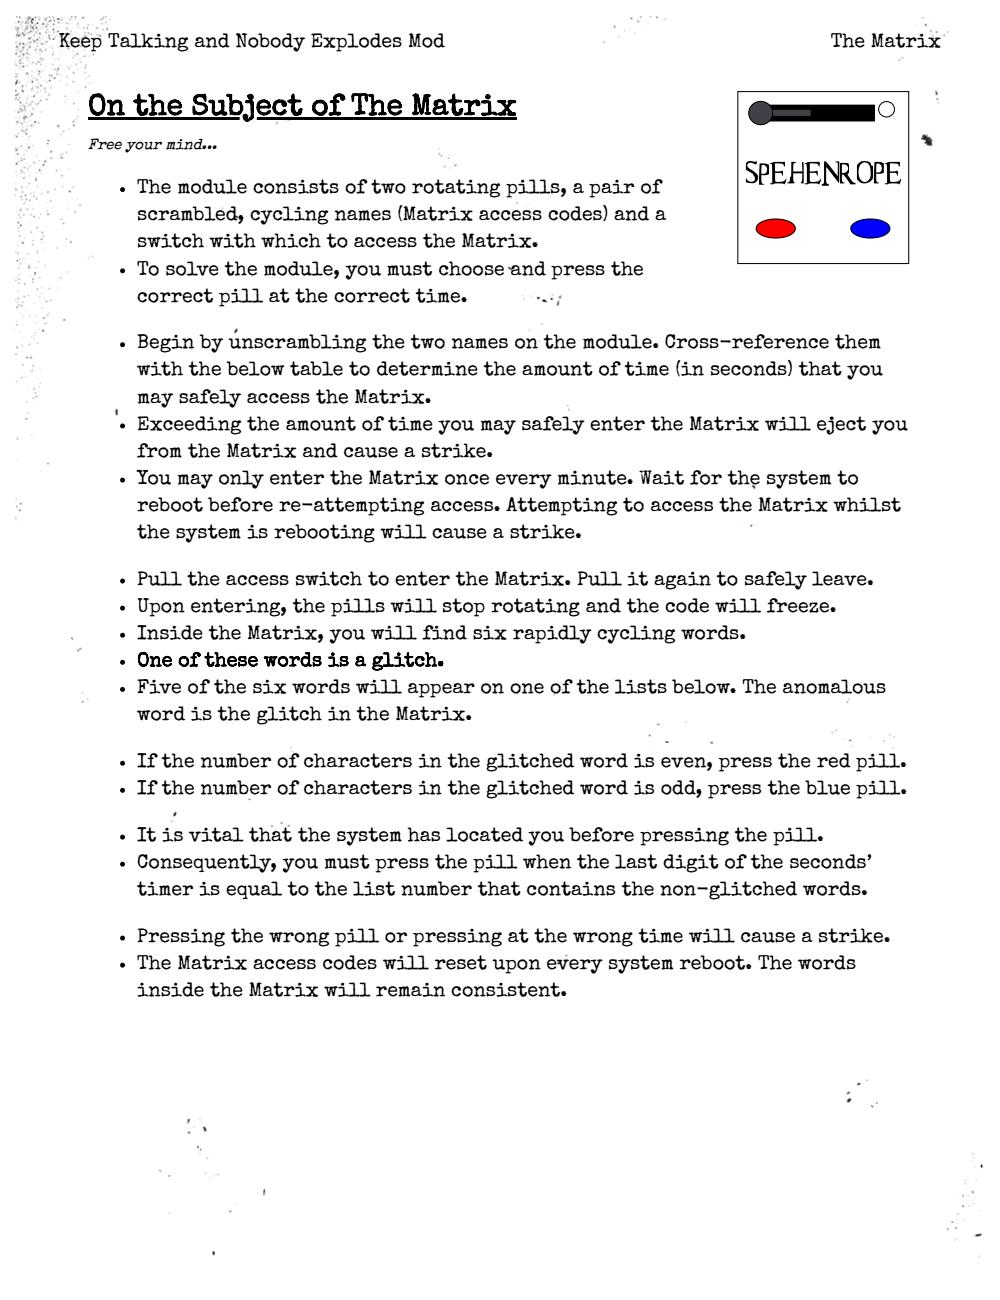 Keep Talking and Nobody Explodes Mod
The Matrix
On the Subject of The Matrix
Free your mind...
SPEHENROPE
• The module consists of two rotating pills, a pair of
scrambled, cycling names (Matrix access codes) and a
switch with which to access the Matrix.
• To solve the module, you must choose and press the
correct pill at the correct time.
• Begin by unscrambling the two names on the module. Cross-reference them
with the below table to determine the amount of time (in seconds) that you
may safely access the Matrix.
• Exceeding the amount of time you may safely enter the Matrix will eject you
from the Matrix and cause a strike.
• You may only enter the Matrix once every minute. Wait for the system to
reboot before re-attempting access. Attempting to access the Matrix whilst
the system is rebooting will cause a strike.
• Pull the access switch to enter the Matrix. Pull it again to safely leave.
• Upon entering, the pills will stop rotating and the code will freeze.
• Inside the Matrix, you will find six rapidly cycling words.
• One of these words is a glitch.
• Five of the six words will appear on one of the lists below. The anomalous
word is the glitch in the Matrix.
• If the number of characters in the glitched word is even, press the red pill.
• If the number of characters in the glitched word is odd, press the blue pill.
• It is vital that the system has located you before pressing the pill.
• Consequently, you must press the pill when the last digit of the seconds’
timer is equal to the list number that contains the non-glitched words.
• Pressing the wrong pill or pressing at the wrong time will cause a strike.
• The Matrix access codes will reset upon every system reboot. The words
inside the Matrix will remain consistent.